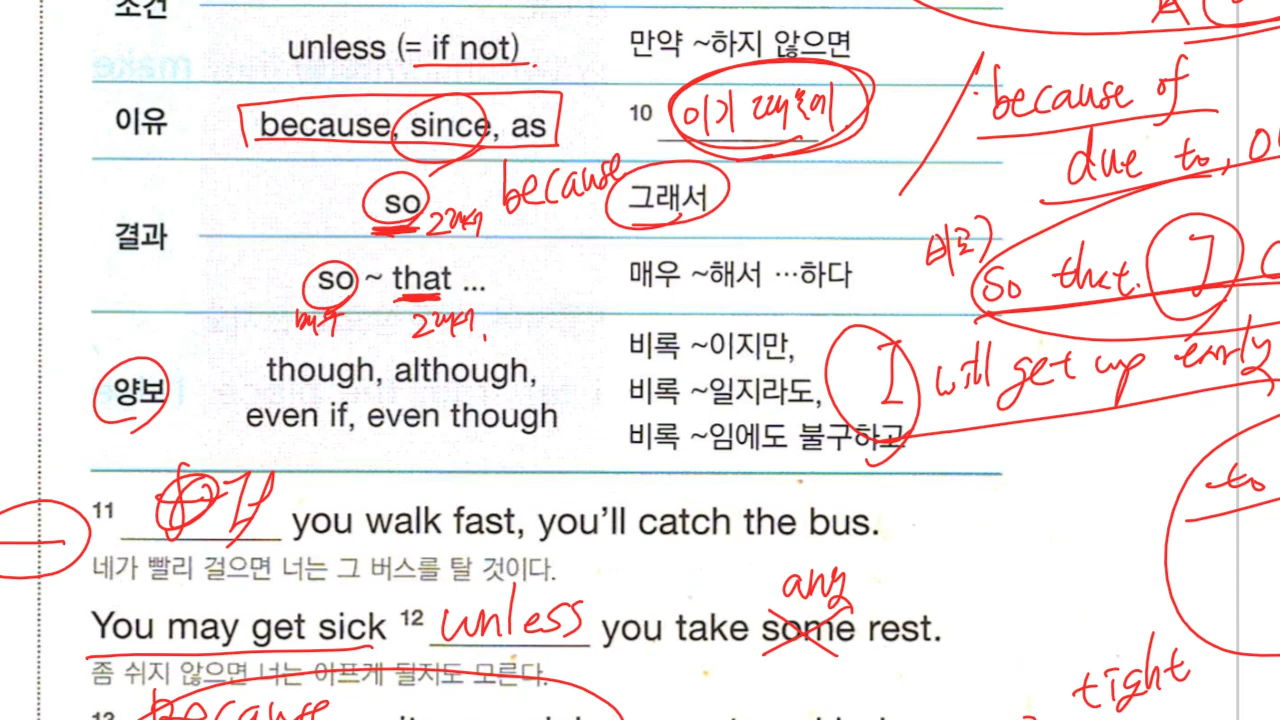 조건
unless (= if not)
만약 ~하지 않으면
because of
이유
because, since, as
10 이기 때문에
due to,
because
so
그래서
그래서
결과
so ~ that ...
매우 ~해서 …하다
매우
그래서
비록)
so that I
양보
though, although,
even if, even though
비록 ~이지만,
비록 ~일지라도,
비록 ~임에도 불구하고
I will get up early
to
11 If you walk fast, you'll catch the bus.
네가 빨리 걸으면 너는 그 버스를 탈 것이다.
any
You may get sick 12 unless you take some rest.
좀 쉬지 않으면 너는 아프게 될지도 모른다.
tight
13 because